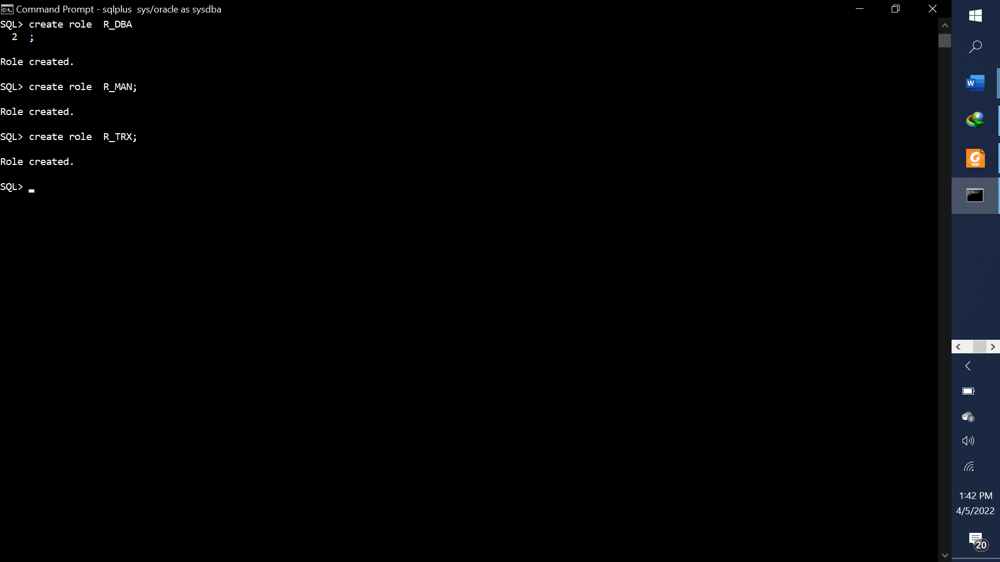 Command Prompt - sqlplus  sys/oracle as sysdba
SQL> create role  R_DBA
  2  ;
Role created.
SQL> create role  R_MAN;
Role created.
SQL> create role  R_TRX;
Role created.
SQL>
W
PDF
1:42 PM
4/5/2022
20